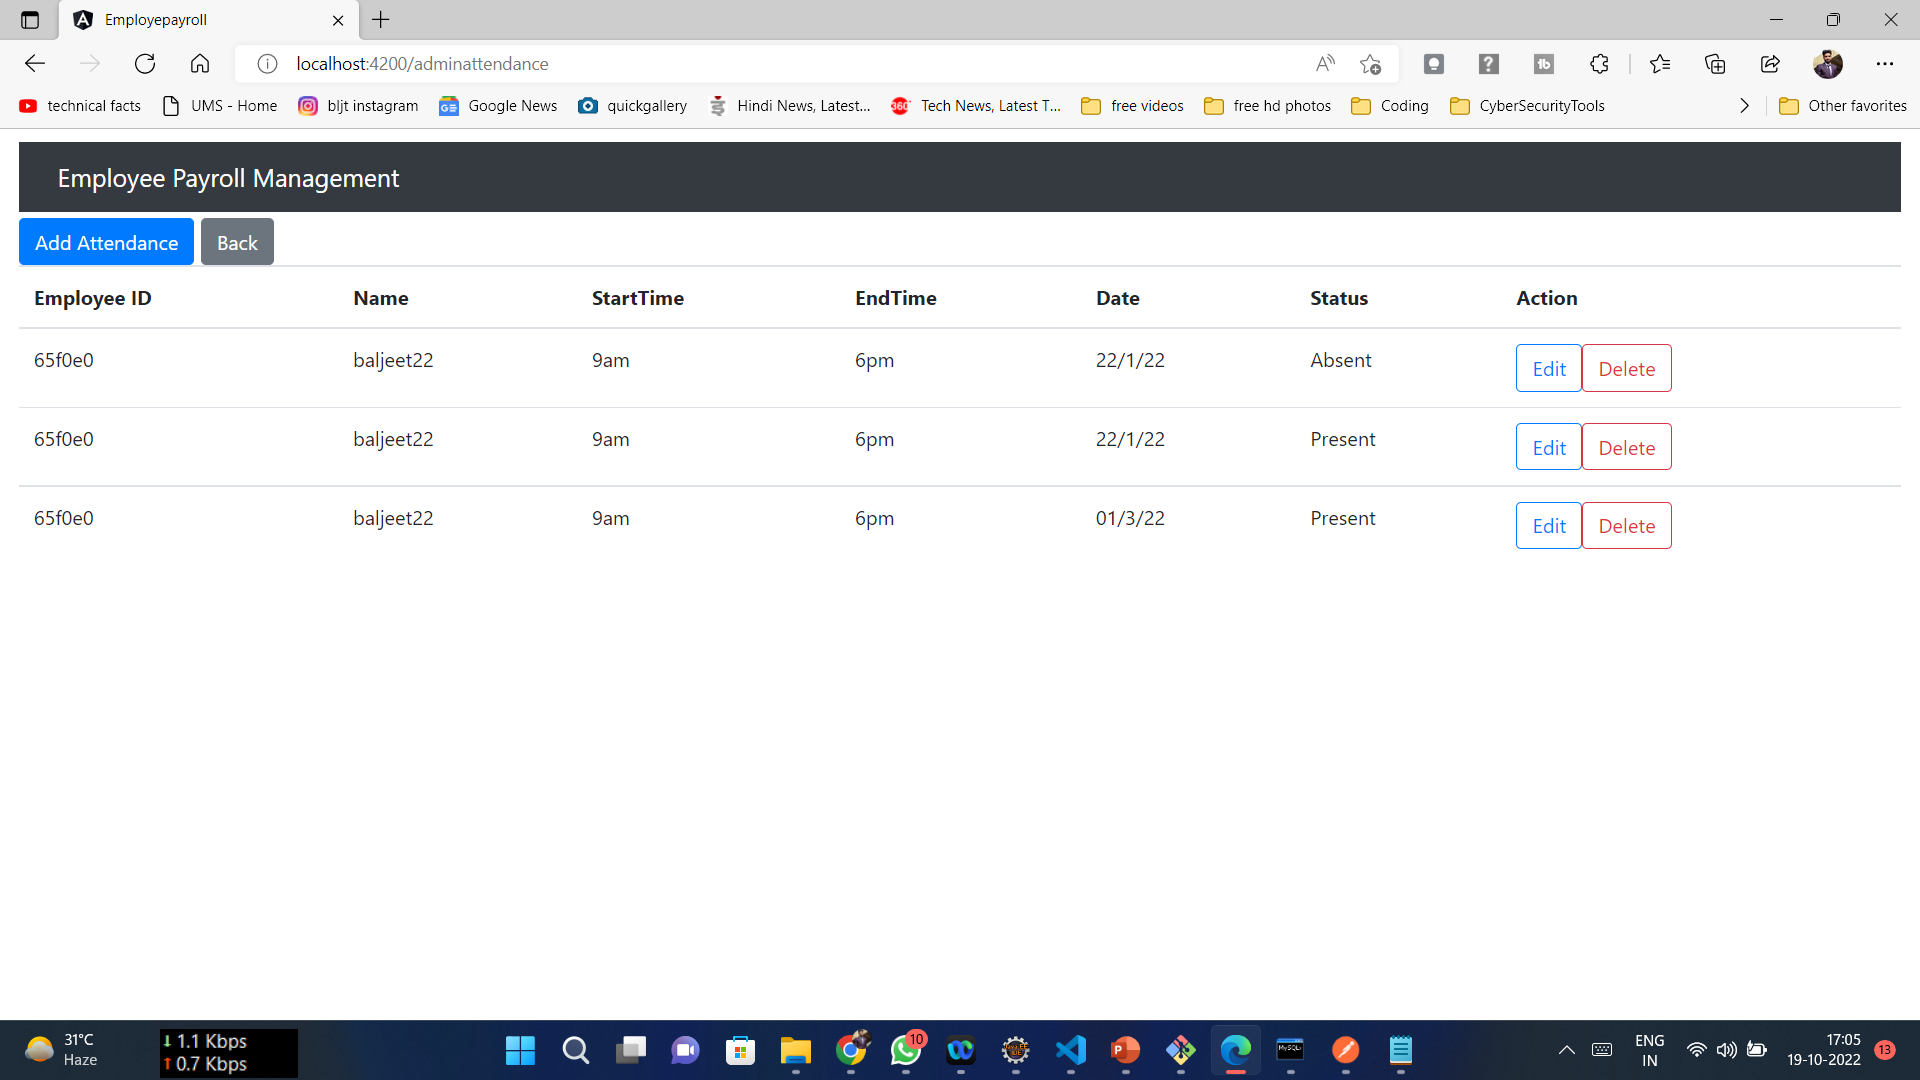 Employepayroll
localhost:4200/adminattendance
technical facts UMS - Home bljt instagram Google News quickgallery Hindi News, Latest... Tech News, Latest T... free videos free hd photos Coding CyberSecurityTools Other favorites
Employee Payroll Management
Add Attendance Back
Employee ID Name StartTime EndTime Date Status Action
65f0e0 baljeet22 9am 6pm 22/1/22 Absent Edit Delete
65f0e0 baljeet22 9am 6pm 22/1/22 Present Edit Delete
65f0e0 baljeet22 9am 6pm 01/3/22 Present Edit Delete
31°C
Haze
↓ 1.1 Kbps
↑ 0.7 Kbps
10
ENG
IN
17:05
19-10-2022
13